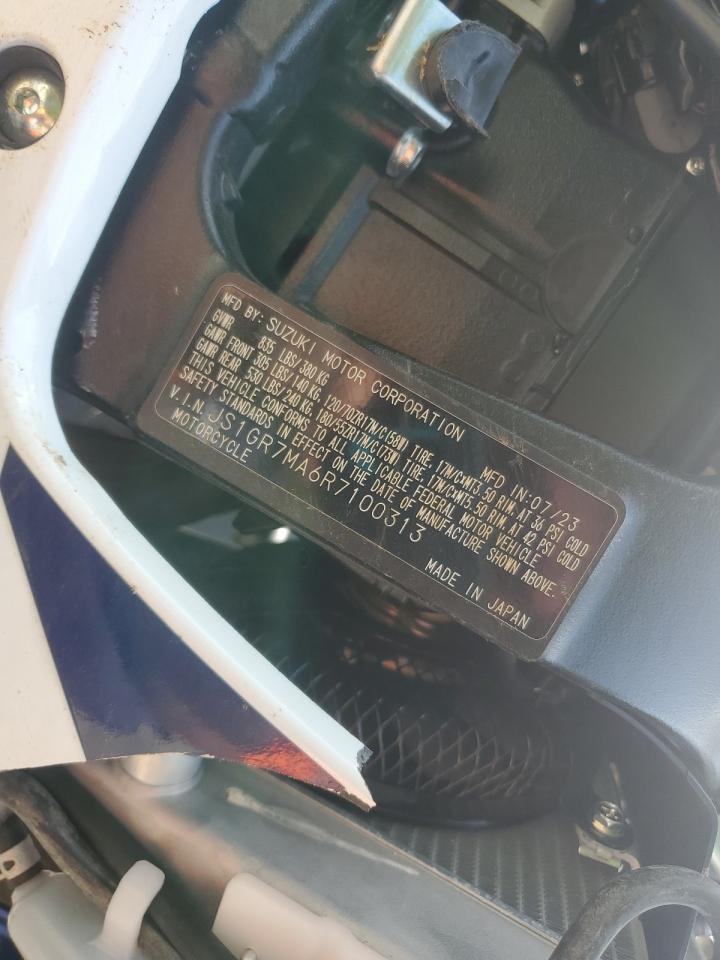 MFD BY: SUZUKI MOTOR CORPORATION MFD IN: 07/23
GVWR 835 LBS/380 KG
GAWR FRONT 305 LBS/140 KG, 120/70ZR17M/C(58W) TIRE, 17M/CXMT3.50 RIM, AT 36 PSI COLD
GAWR REAR 530 LBS/240 KG, 180/55ZR17M/C(73W) TIRE, 17M/CXMT5.50 RIM, AT 42 PSI COLD
THIS VEHICLE CONFORMS TO ALL APPLICABLE FEDERAL MOTOR VEHICLE
SAFETY STANDARDS IN EFFECT ON THE DATE OF MANUFACTURE SHOWN ABOVE.
V.I.N. JS1GR7MA6R7100313
MOTORCYCLE MADE IN JAPAN